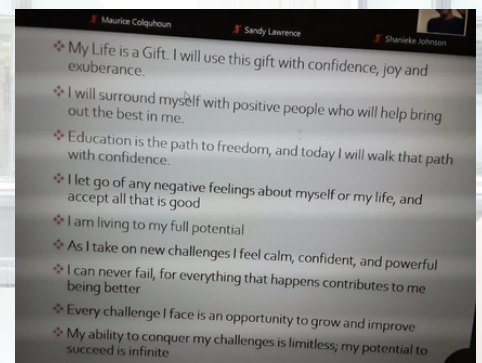 Maurice Colquhoun
Sandy Lawrence
Shanieke Johnson
My Life is a Gift. I will use this gift with confidence, joy and
exuberance.
I will surround myself with positive people who will help bring
out the best in me.
Education is the path to freedom, and today I will walk that path
with confidence.
I let go of any negative feelings about myself or my life, and
accept all that is good
I am living to my full potential
As I take on new challenges I feel calm, confident, and powerful
I can never fail, for everything that happens contributes to me
being better
Every challenge I face is an opportunity to grow and improve
My ability to conquer my challenges is limitless; my potential to
succeed is infinite